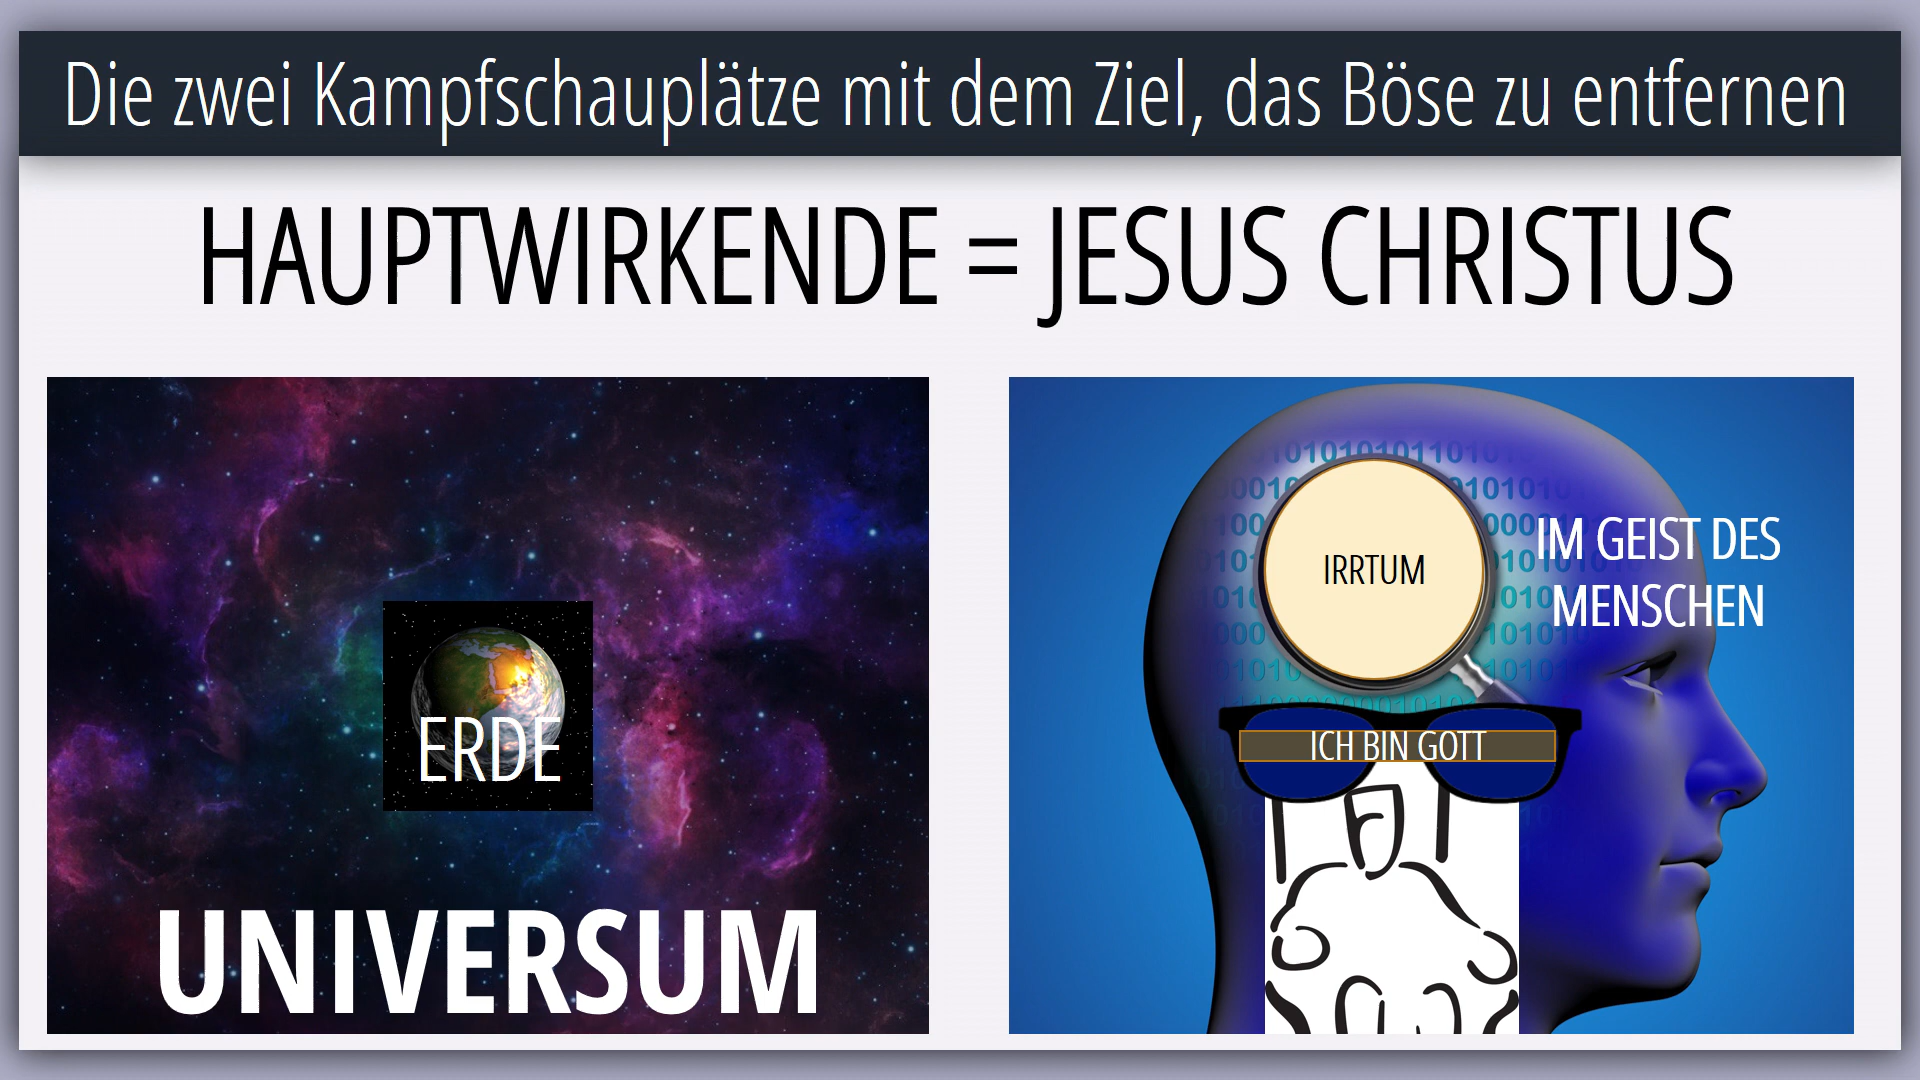 Die zwei Kampfschauplätze mit dem Ziel, das Böse zu entfernen
HAUPTWIRKENDE = JESUS CHRISTUS
ERDE
UNIVERSUM
IRRTUM
IM GEIST DES
MENSCHEN
ICH BIN GOTT